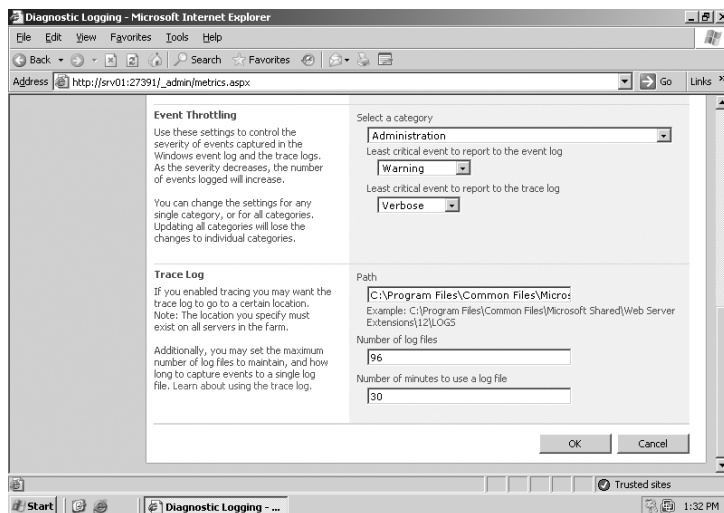 Diagnostic Logging - Microsoft Internet Explorer
File Edit View Favorites Tools Help
Back Search Favorites
Address http://srv01:27391/_admin/metrics.aspx Go Links »
Event Throttling
Use these settings to control the
severity of events captured in the
Windows event log and the trace logs.
As the severity decreases, the number
of events logged will increase.
You can change the settings for any
single category, or for all categories.
Updating all categories will lose the
changes to individual categories.
Select a category
Administration
Least critical event to report to the event log
Warning
Least critical event to report to the trace log
Verbose
Trace Log
If you enabled tracing you may want the
trace log to go to a certain location.
Note: The location you specify must
exist on all servers in the farm.
Additionally, you may set the maximum
number of log files to maintain, and how
long to capture events to a single log
file. Learn about using the trace log.
Path
C:\Program Files\Common Files\Micros
Example: C:\Program Files\Common Files\Microsoft Shared\Web Server
Extensions\12\LOGS
Number of log files
96
Number of minutes to use a log file
30
OK Cancel
Trusted sites
Start Diagnostic Logging - ... 1:32 PM